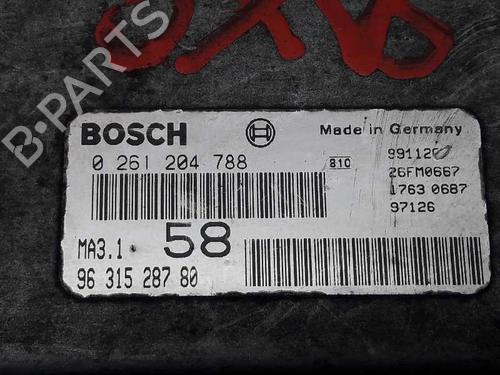 B-PARTS
BOSCH
Made in Germany
0 261 204 788
810
991120
26FM0667
1763 0687
97126
MA3.1
58
96 315 287 80